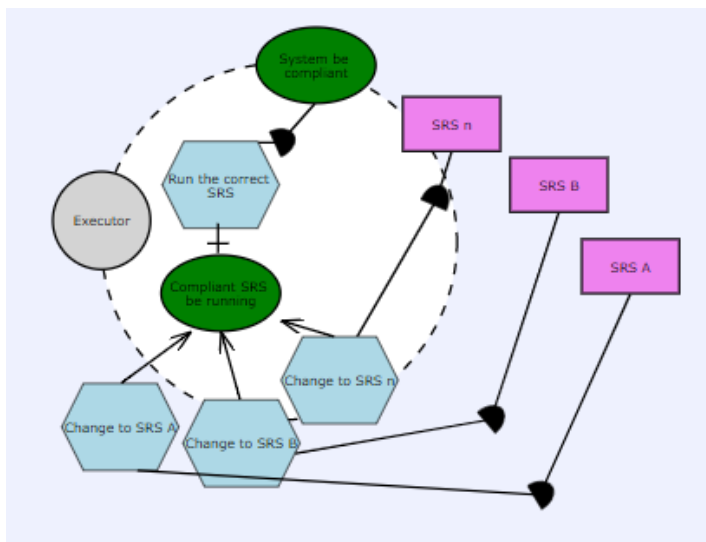 System be
compliant
SRS n
Run the correct
SRS
SRS B
Executor
SRS A
Compliant SRS
be running
Change to SRS n
Change to SRS A
Change to SRS B